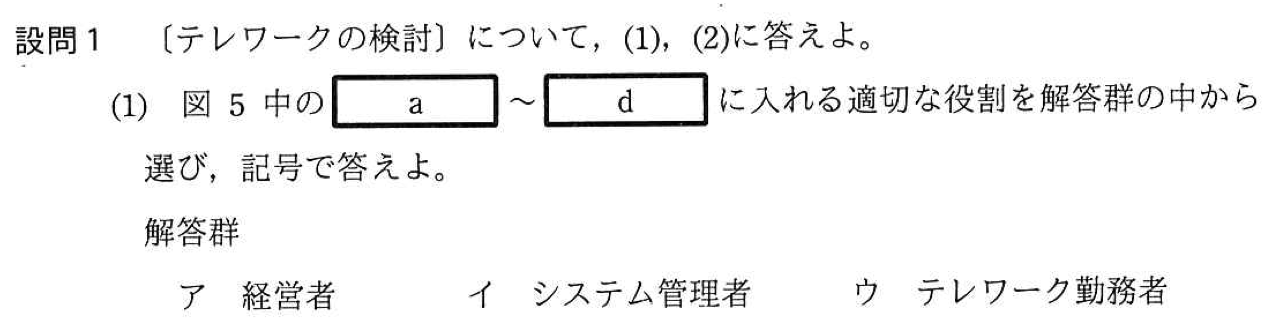 設問1 〔テレワークの検討〕について，(1)，(2)に答えよ。
(1) 図 5 中の a ～ d に入れる適切な役割を解答群の中から
選び，記号で答えよ。
解答群
ア 経営者 イ システム管理者 ウ テレワーク勤務者